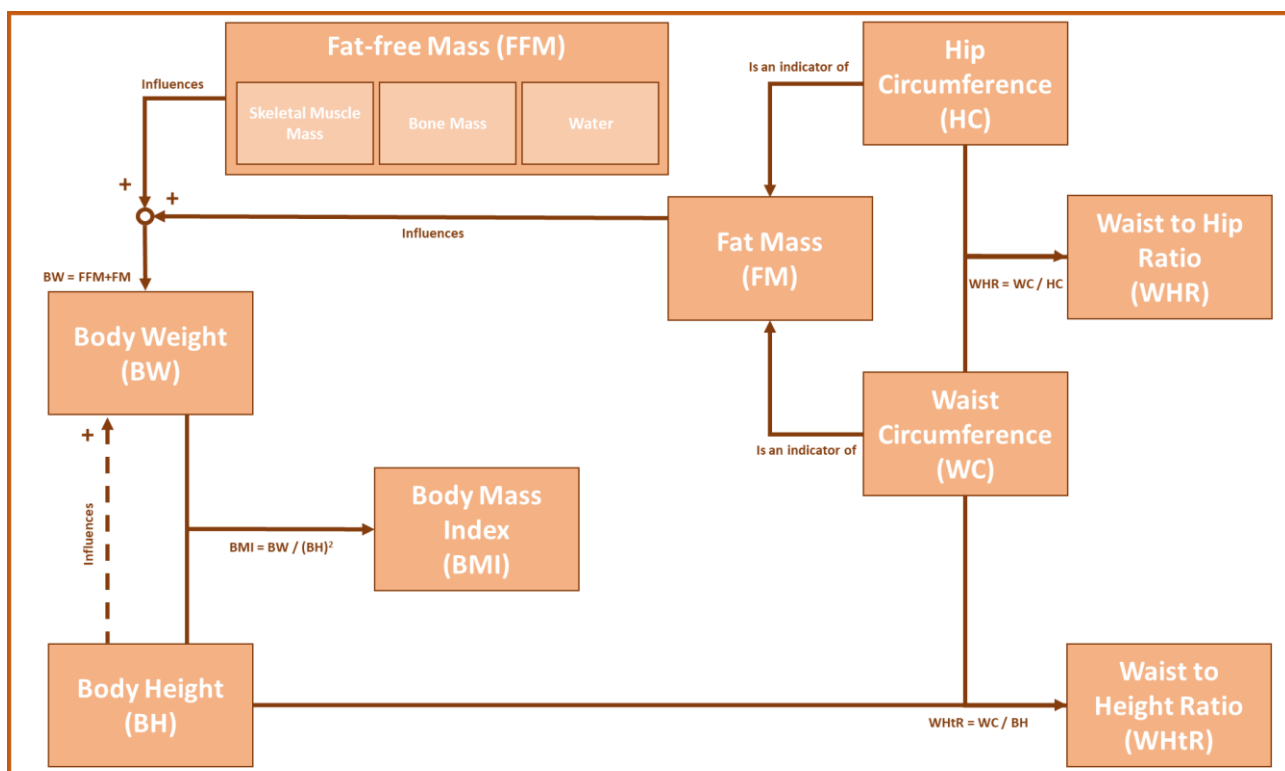 Fat-free Mass (FFM)
Skeletal Muscle
Mass
Bone Mass
Water
Influences
+
+
Influences
BW = FFM+FM
Hip
Circumference
(HC)
Is an indicator of
Fat Mass
(FM)
Waist to Hip
Ratio
(WHR)
WHR = WC / HC
Body Weight
(BW)
Waist
Circumference
(WC)
Is an indicator of
+
Influences
Body Mass
Index
(BMI)
BMI = BW / (BH)²
Body Height
(BH)
Waist to
Height Ratio
(WHtR)
WHtR = WC / BH